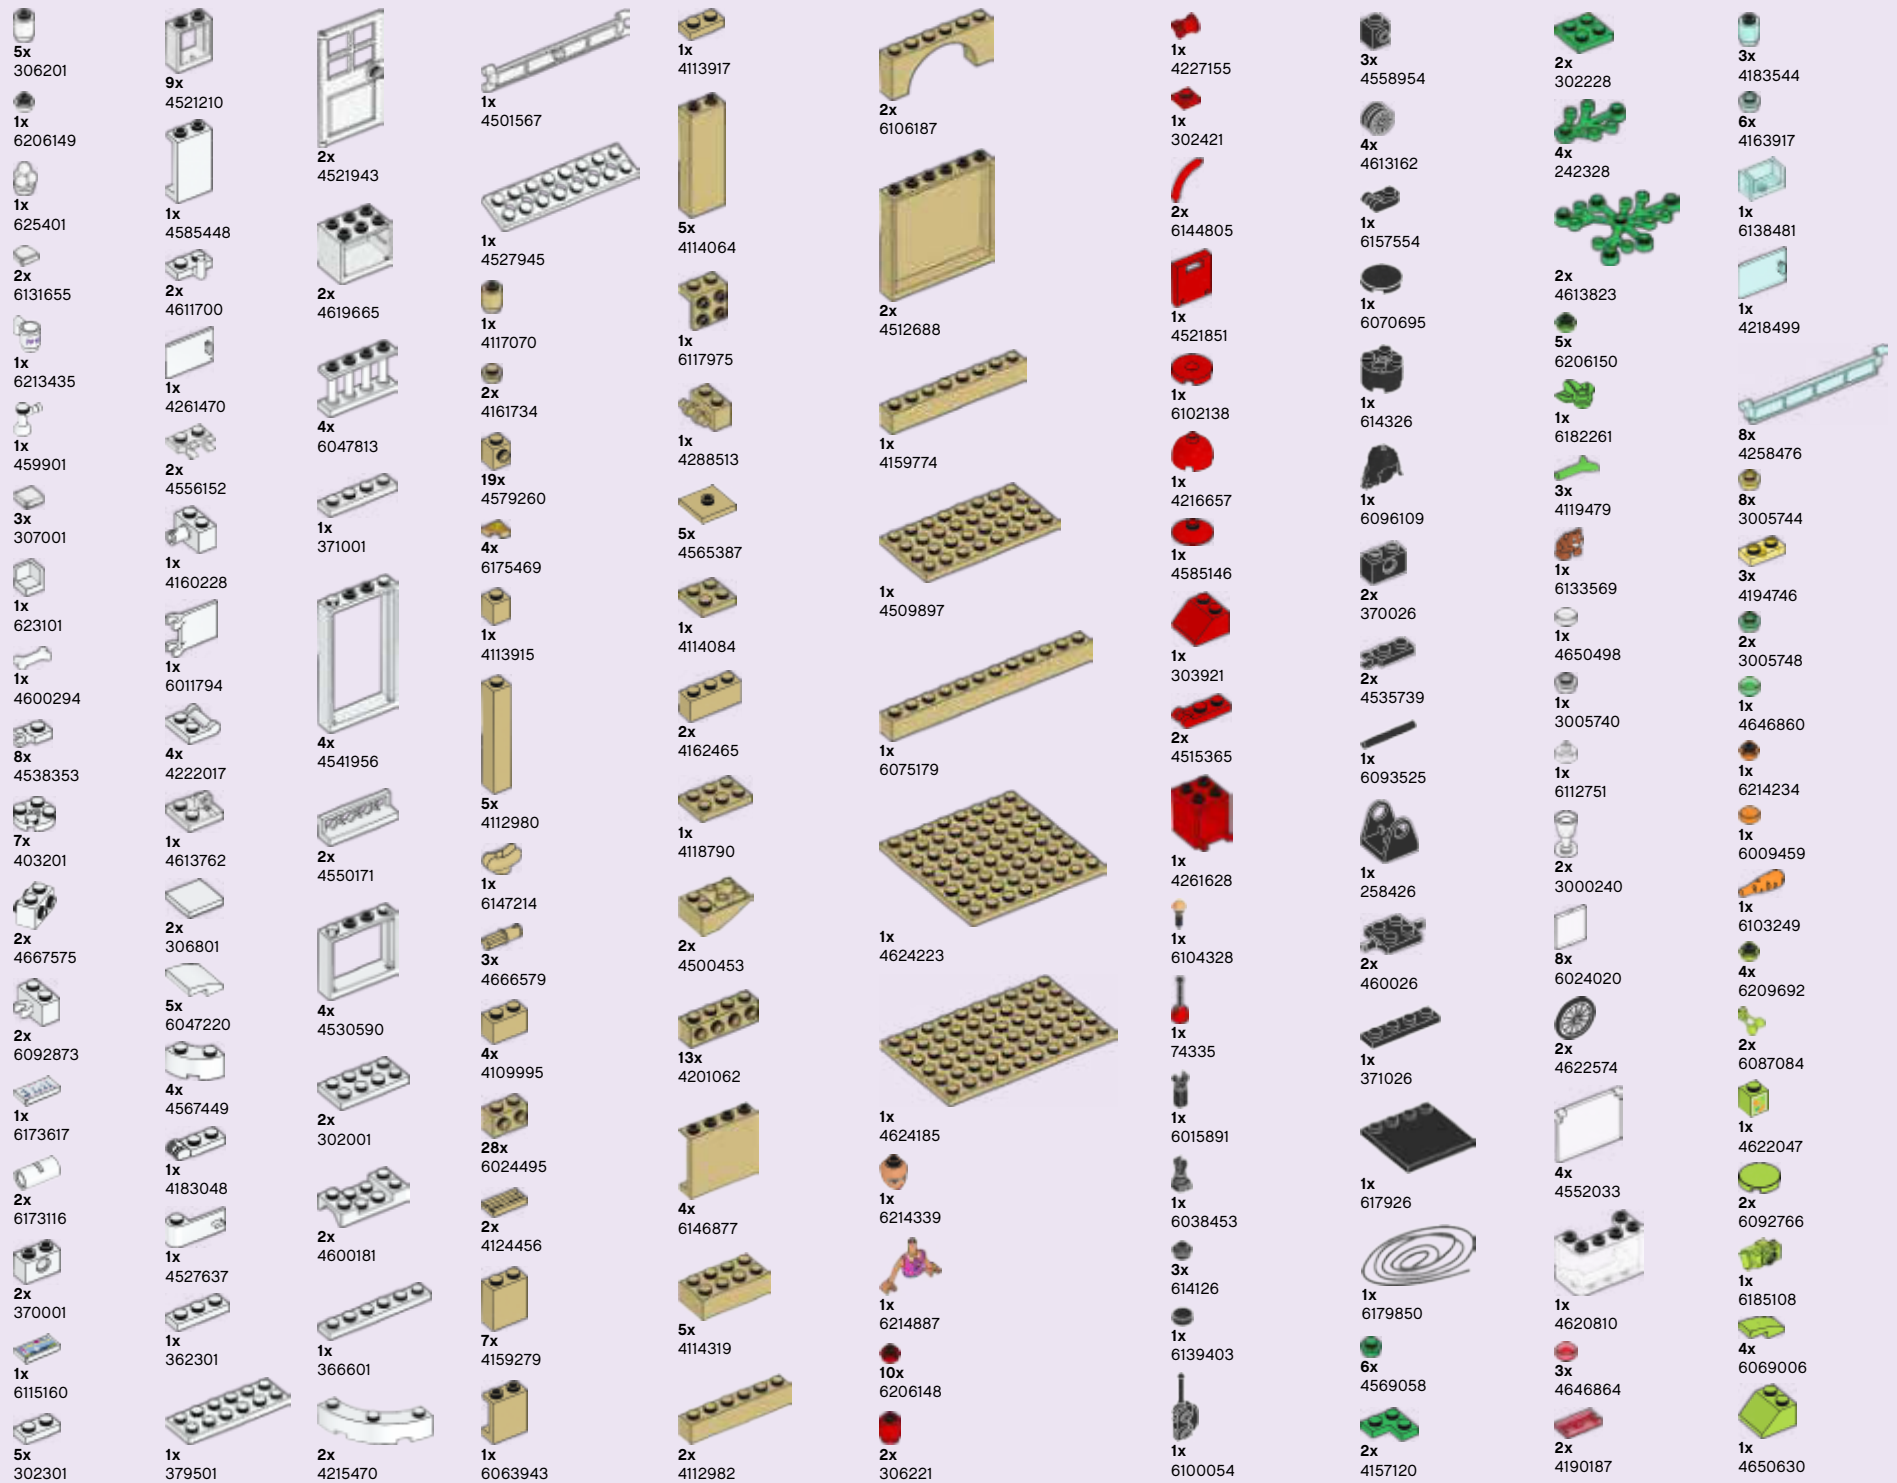 5x
306201
1x
6206149
1x
625401
2x
6131655
1x
6213435
1x
459901
3x
307001
1x
623101
1x
4600294
8x
4538353
7x
403201
2x
4667575
2x
6092873
1x
6173617
2x
6173116
2x
370001
1x
6115160
5x
302301
9x
4521210
1x
4585448
2x
4611700
1x
4261470
2x
4556152
1x
4160228
1x
6011794
4x
4222017
1x
4613762
2x
306801
5x
6047220
4x
4567449
1x
4183048
1x
4527637
1x
362301
1x
379501
2x
4521943
2x
4619665
4x
6047813
1x
371001
4x
4541956
2x
4550171
4x
4530590
2x
302001
2x
4600181
1x
366601
2x
4215470
1x
4501567
1x
4527945
1x
4117070
2x
4161734
19x
4579260
4x
6175469
1x
4113915
5x
4112980
1x
6147214
3x
4666579
4x
4109995
28x
6024495
2x
4124456
7x
4159279
1x
6063943
1x
4113917
5x
4114064
1x
6117975
1x
4288513
5x
4565387
1x
4114084
2x
4162465
1x
4118790
2x
4500453
13x
4201062
4x
6146877
5x
4114319
2x
4112982
2x
6106187
2x
4512688
1x
4159774
1x
4509897
1x
6075179
1x
4624223
1x
4624185
1x
6214339
1x
6214887
10x
6206148
2x
306221
1x
4227155
1x
302421
2x
6144805
1x
4521851
1x
6102138
1x
4216657
1x
4585146
1x
303921
2x
4515365
1x
4261628
1x
6104328
1x
74335
1x
6015891
1x
6038453
3x
614126
1x
6139403
1x
6100054
3x
4558954
4x
4613162
1x
6157554
1x
6070695
1x
614326
1x
6096109
2x
370026
2x
4535739
1x
6093525
1x
258426
2x
460026
1x
371026
1x
617926
1x
6179850
6x
4569058
2x
4157120
2x
302228
4x
242328
2x
4613823
5x
6206150
1x
6182261
3x
4119479
1x
6133569
1x
4650498
1x
3005740
1x
6112751
2x
3000240
8x
6024020
2x
4622574
4x
4552033
1x
4620810
3x
4646864
2x
4190187
3x
4183544
6x
4163917
1x
6138481
1x
4218499
8x
4258476
8x
3005744
3x
4194746
2x
3005748
1x
4646860
1x
6214234
1x
6009459
1x
6103249
4x
6209692
2x
6087084
1x
4622047
2x
6092766
1x
6185108
4x
6069006
1x
4650630